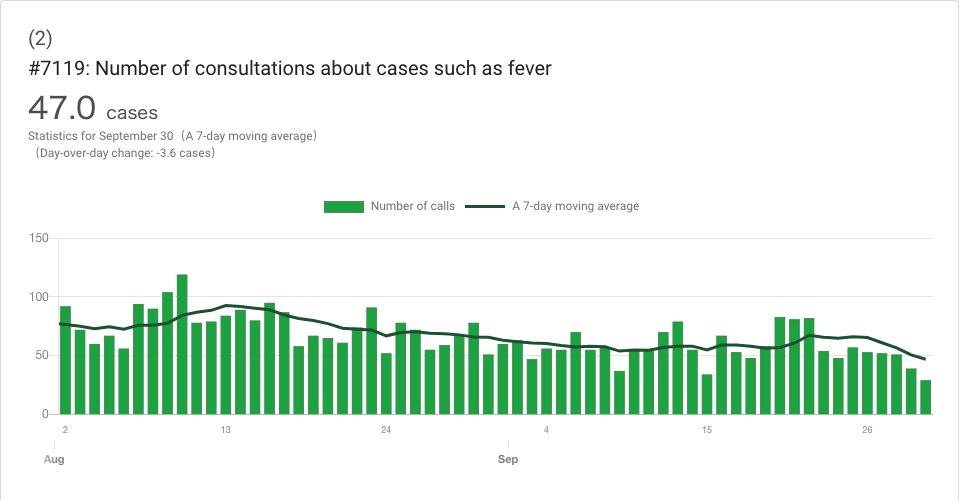 (2)
#7119: Number of consultations about cases such as fever
47.0 cases
Statistics for September 30（A 7-day moving average）
（Day-over-day change: -3.6 cases）
Number of calls A 7-day moving average
150
100
50
0
2 13 24 4 15 26
Aug Sep